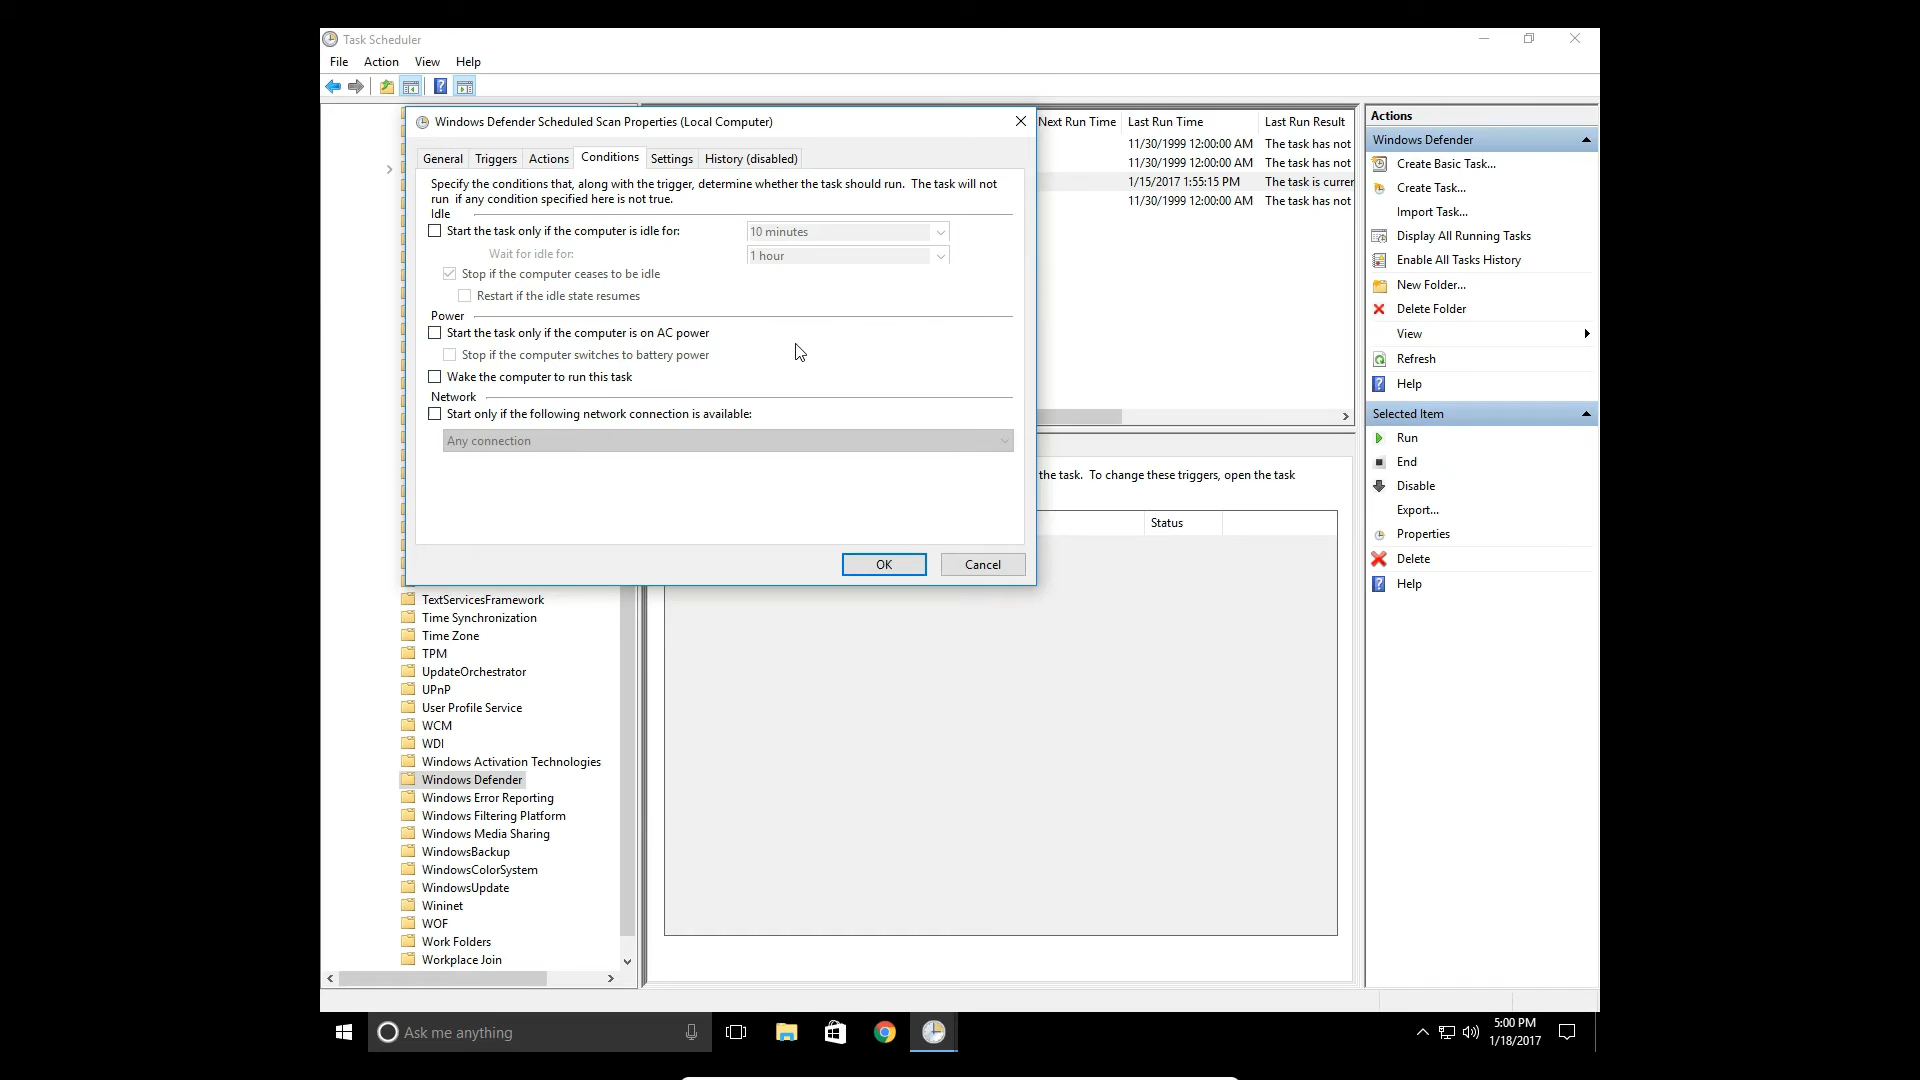 Task Scheduler
File Action View Help
Windows Defender Scheduled Scan Properties (Local Computer)
General Triggers Actions Conditions Settings History (disabled)
Specify the conditions that, along with the trigger, determine whether the task should run. The task will not
run if any condition specified here is not true.
Idle
Start the task only if the computer is idle for: 10 minutes
Wait for idle for: 1 hour
Stop if the computer ceases to be idle
Restart if the idle state resumes
Power
Start the task only if the computer is on AC power
Stop if the computer switches to battery power
Wake the computer to run this task
Network
Start only if the following network connection is available:
Any connection
OK Cancel
Next Run Time Last Run Time Last Run Result
11/30/1999 12:00:00 AM The task has not
11/30/1999 12:00:00 AM The task has not
1/15/2017 1:55:15 PM The task is currer
11/30/1999 12:00:00 AM The task has not
the task. To change these triggers, open the task
Status
TextServicesFramework
Time Synchronization
Time Zone
TPM
UpdateOrchestrator
UPnP
User Profile Service
WCM
WDI
Windows Activation Technologies
Windows Defender
Windows Error Reporting
Windows Filtering Platform
Windows Media Sharing
WindowsBackup
WindowsColorSystem
WindowsUpdate
Wininet
WOF
Work Folders
Workplace Join
Actions
Windows Defender
Create Basic Task...
Create Task...
Import Task...
Display All Running Tasks
Enable All Tasks History
New Folder...
Delete Folder
View
Refresh
Help
Selected Item
Run
End
Disable
Export...
Properties
Delete
Help
Ask me anything
5:00 PM
1/18/2017